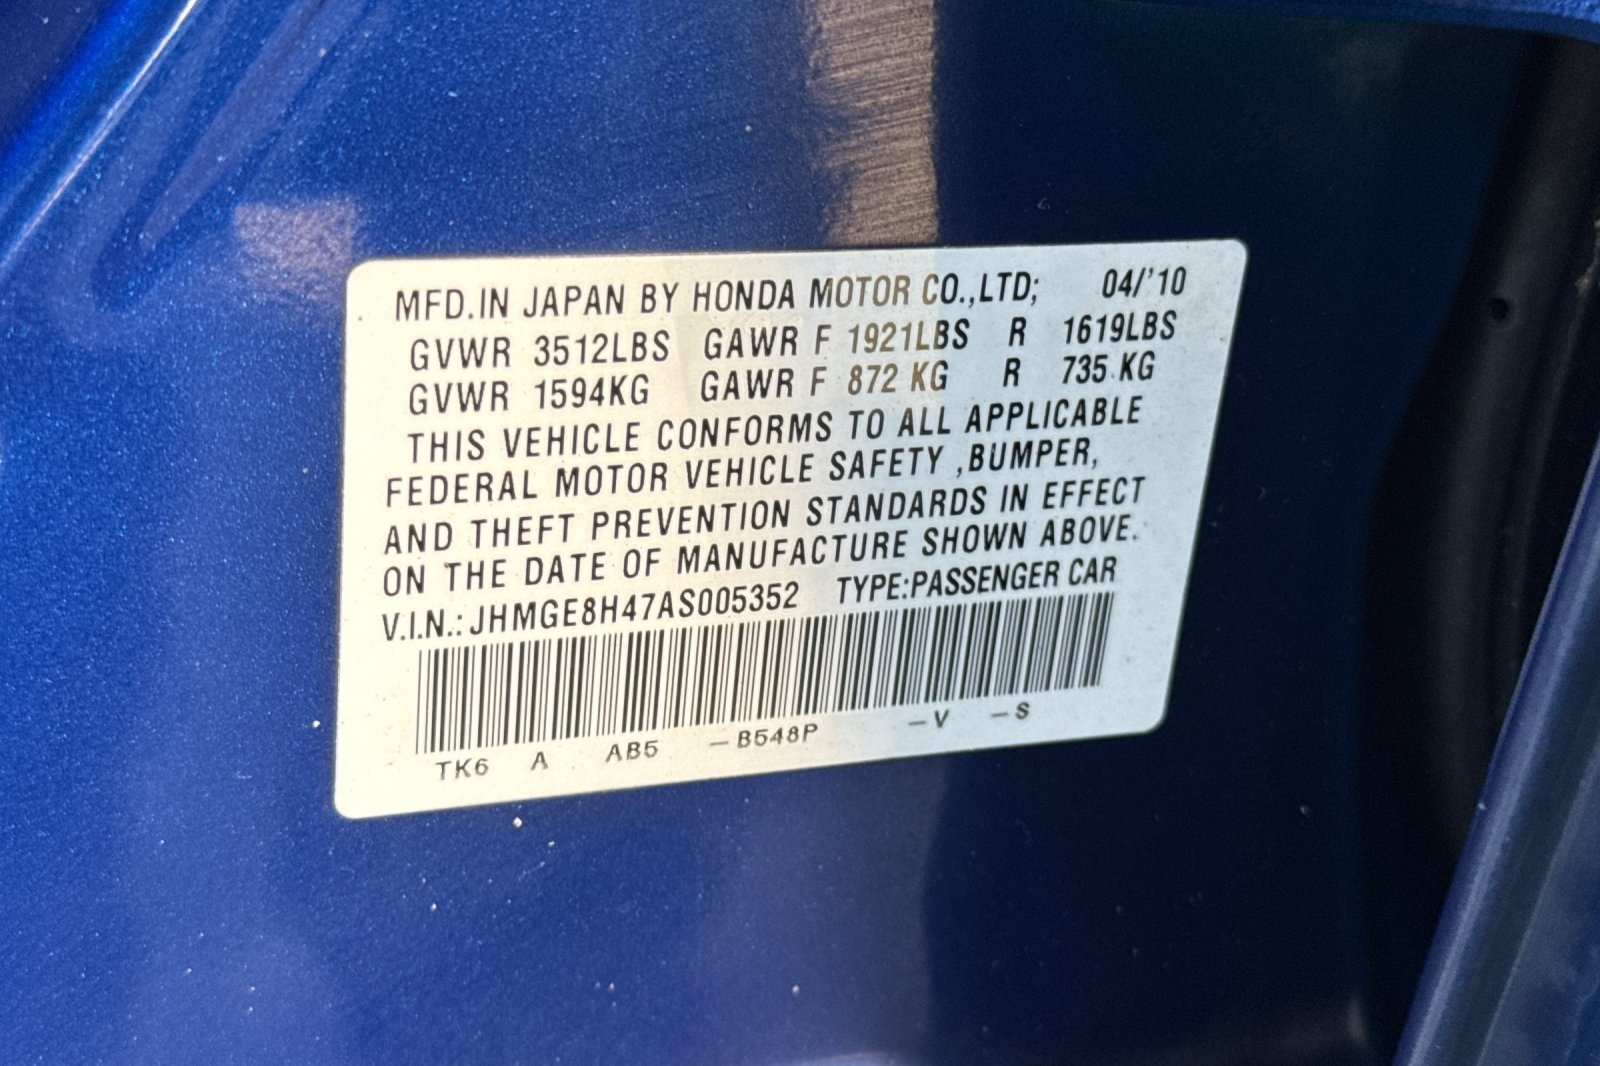 MFD.IN JAPAN BY HONDA MOTOR CO.,LTD; 04/'10
GVWR 3512LBS GAWR F 1921LBS R 1619LBS
GVWR 1594KG GAWR F 872 KG R 735 KG
THIS VEHICLE CONFORMS TO ALL APPLICABLE
FEDERAL MOTOR VEHICLE SAFETY ,BUMPER,
AND THEFT PREVENTION STANDARDS IN EFFECT
ON THE DATE OF MANUFACTURE SHOWN ABOVE.
V.I.N.: JHMGE8H47AS005352 TYPE:PASSENGER CAR
TK6 A AB5 -B548P -V -S